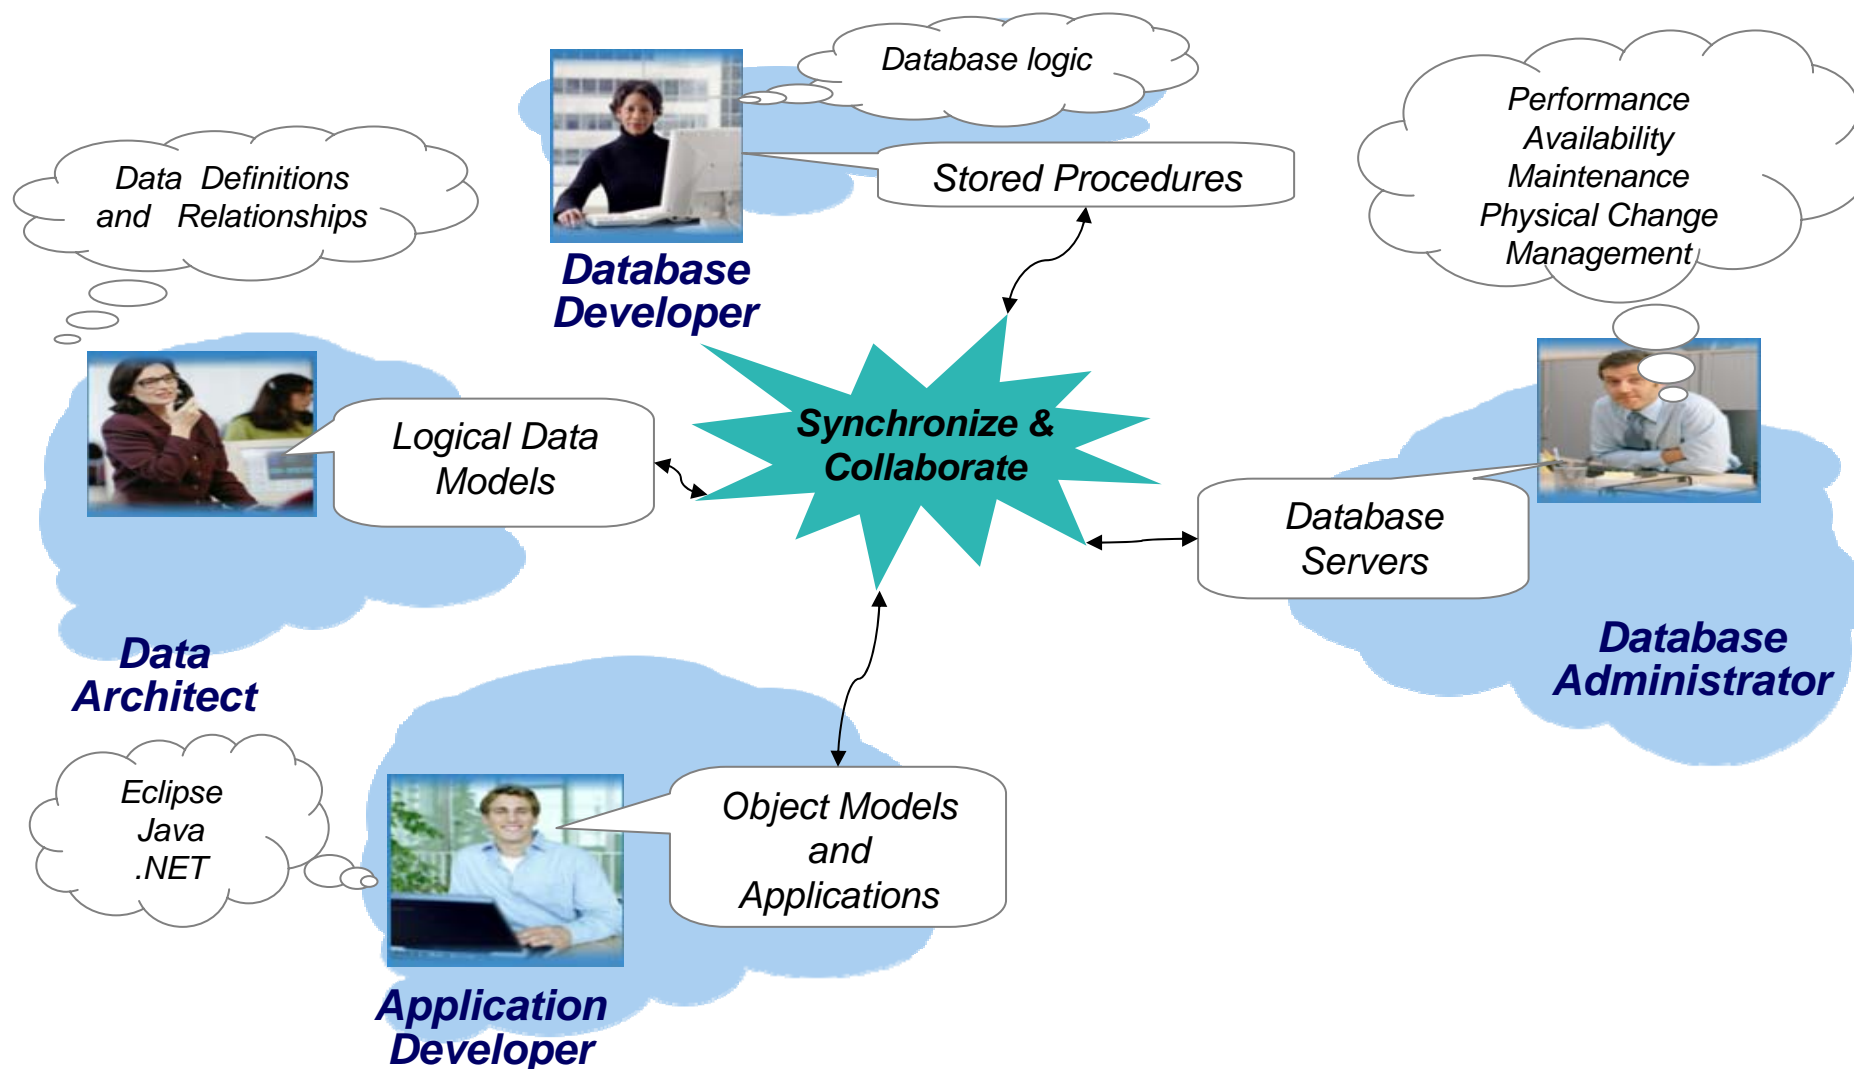 Database logic
Stored Procedures
Database
Developer
Performance
Availability
Maintenance
Physical Change
Management
Data Definitions
and Relationships
Logical Data
Models
Data
Architect
Synchronize &
Collaborate
Database
Servers
Database
Administrator
Eclipse
Java
.NET
Object Models
and
Applications
Application
Developer